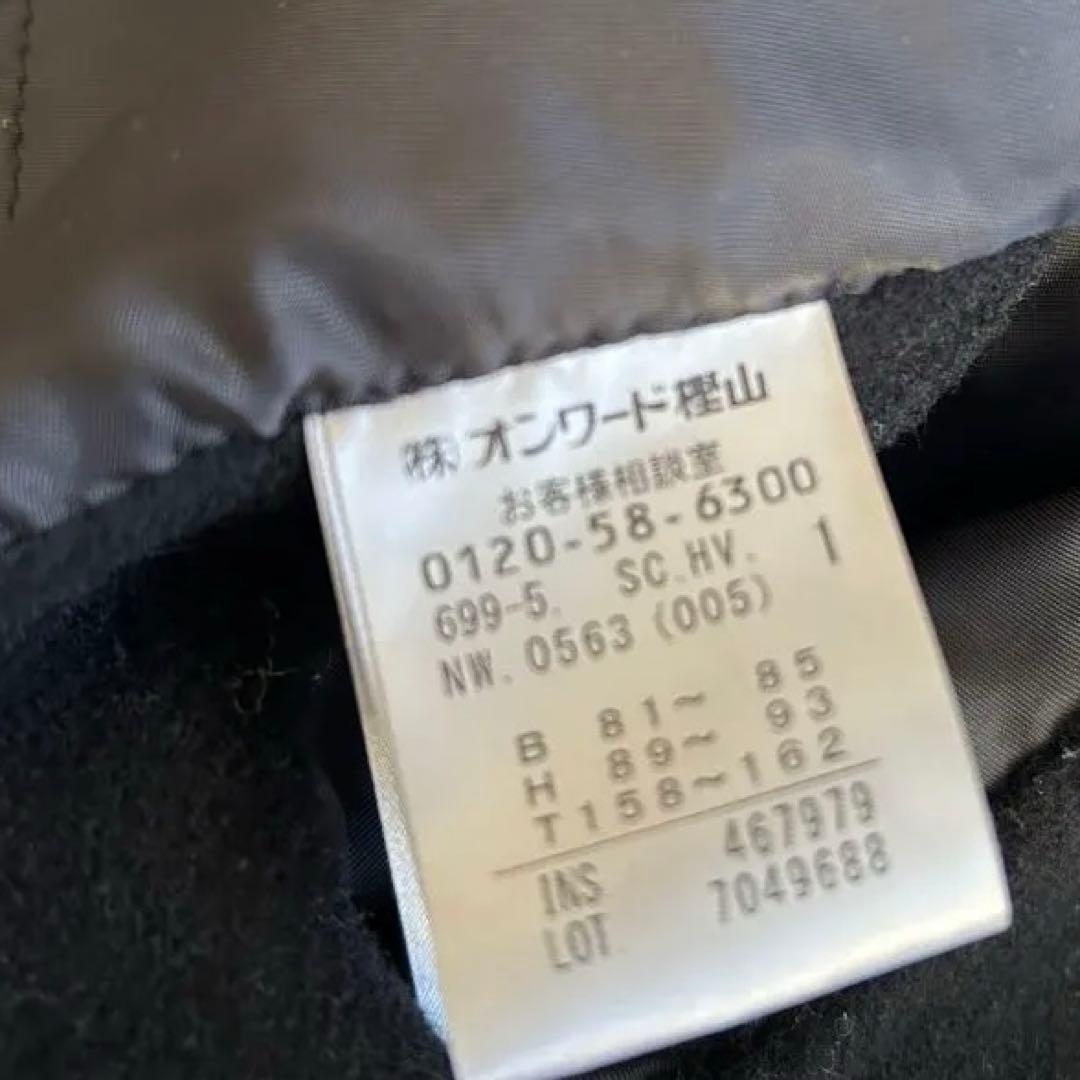 ㈱オンワード樫山
お客様相談室
0120-58-6300
699-5. SC.HV. 1
NW. 0563 (005)
B 81~ 85
H 89~ 93
T 158~162
INS 467979
LOT 7049688